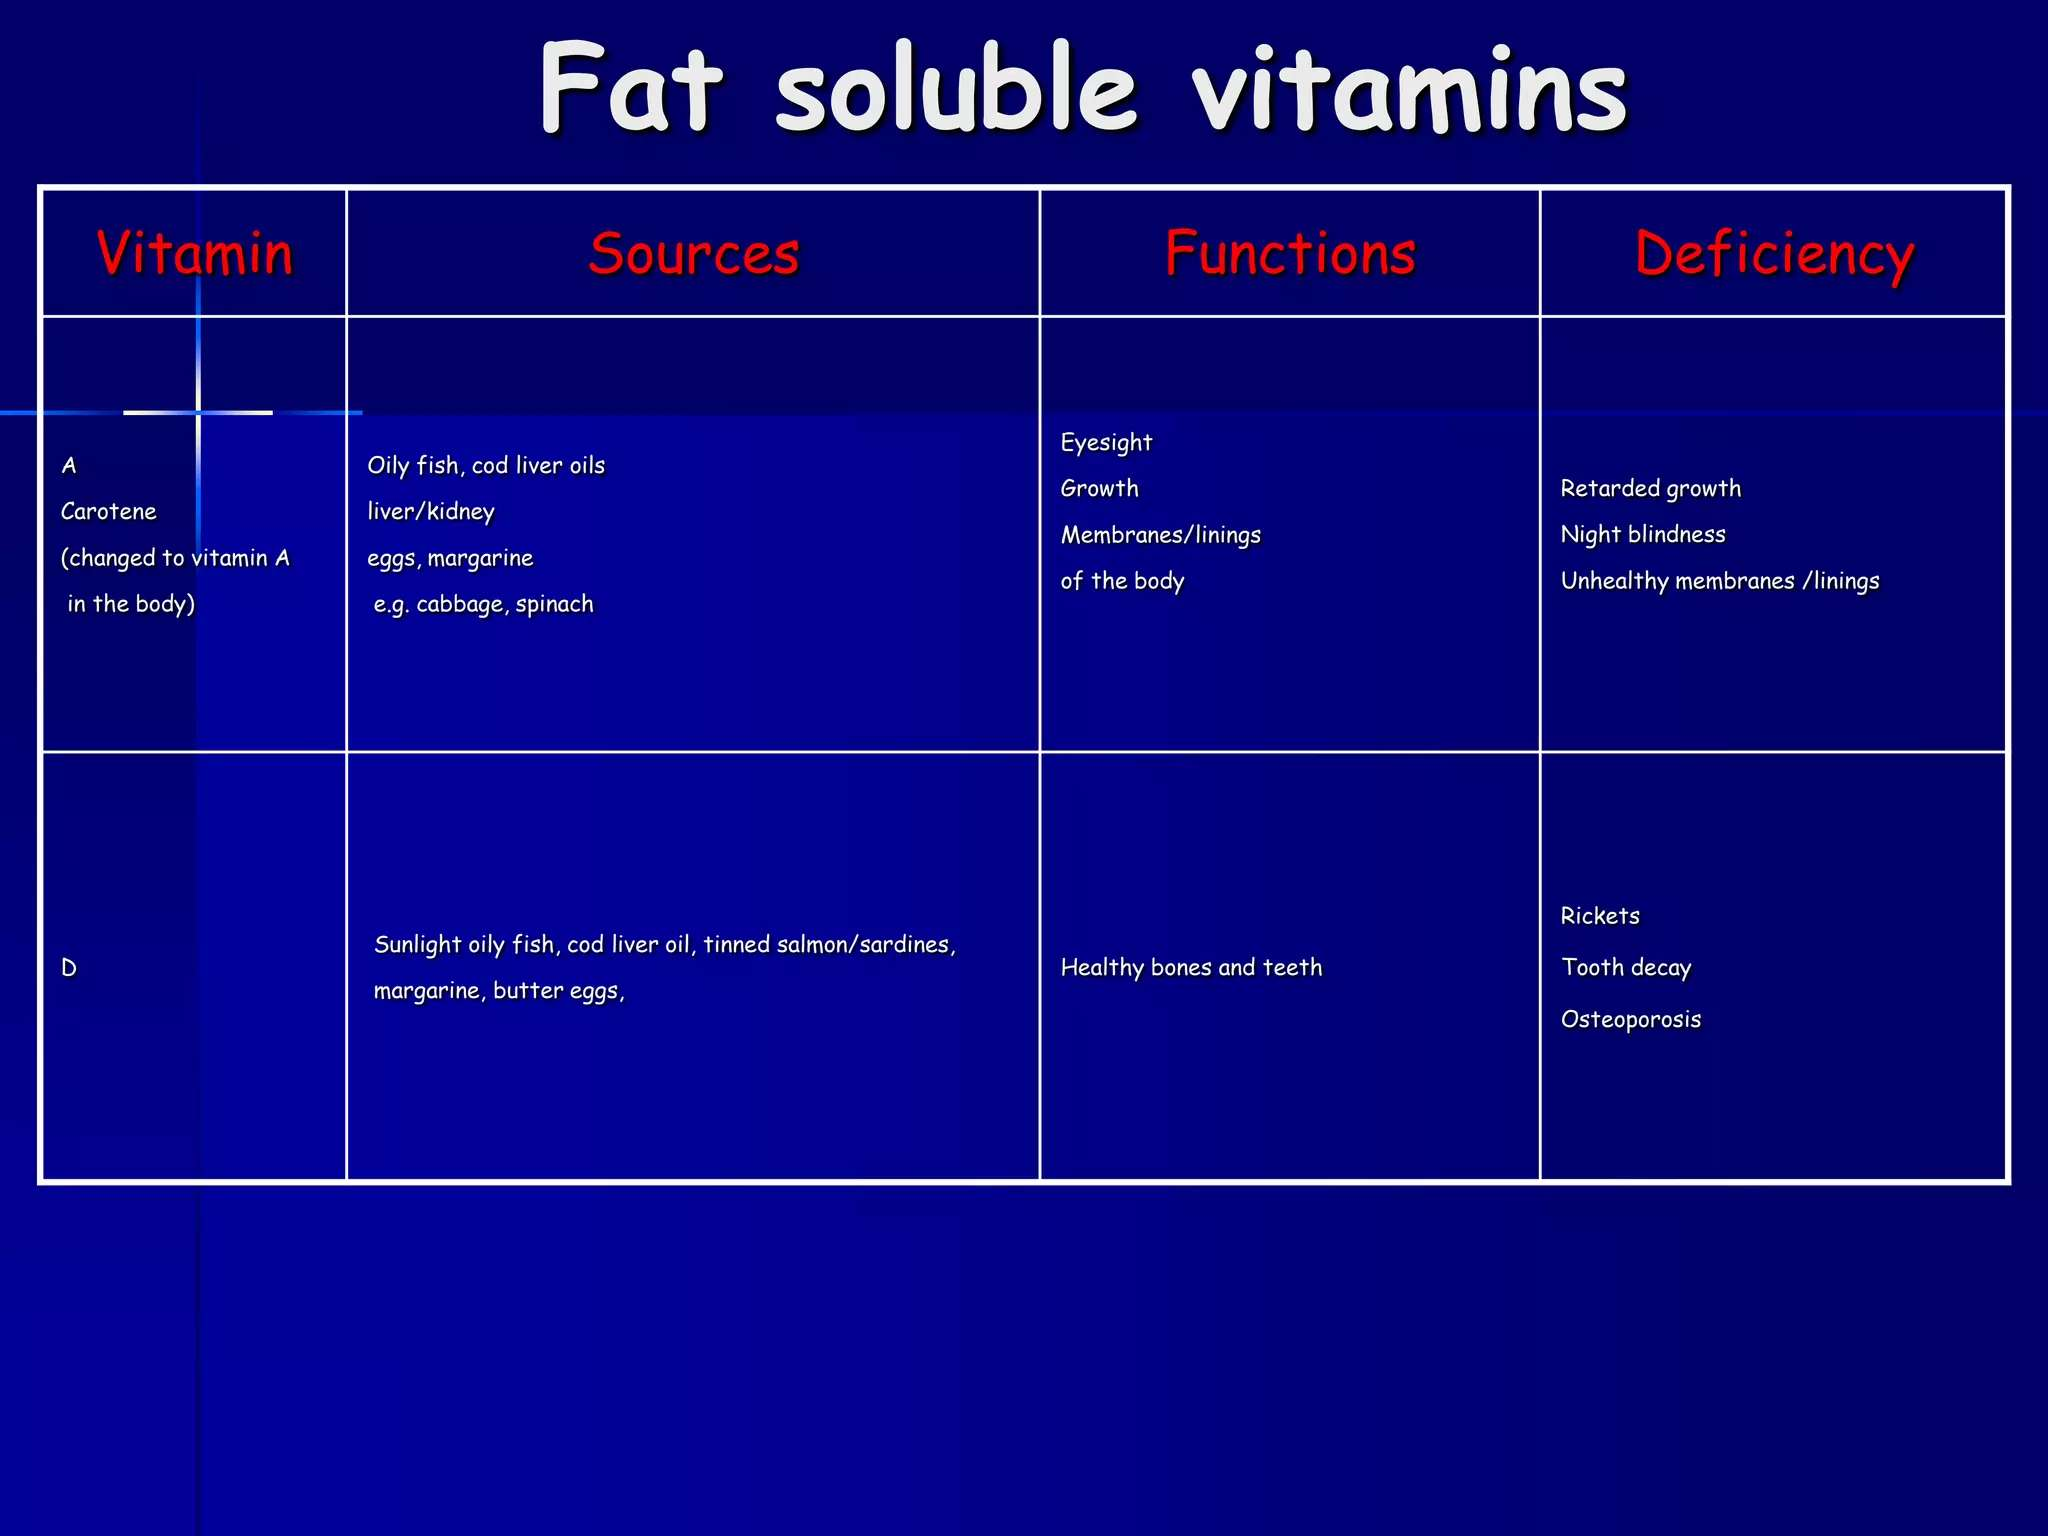 Fat soluble vitamins
Vitamin Sources Functions Deficiency
A
Carotene
(changed to vitamin A
in the body)
Oily fish, cod liver oils
liver/kidney
eggs, margarine
e.g. cabbage, spinach
Eyesight
Growth
Membranes/linings
of the body
Retarded growth
Night blindness
Unhealthy membranes /linings
D
Sunlight oily fish, cod liver oil, tinned salmon/sardines,
margarine, butter eggs,
Healthy bones and teeth
Rickets
Tooth decay
Osteoporosis